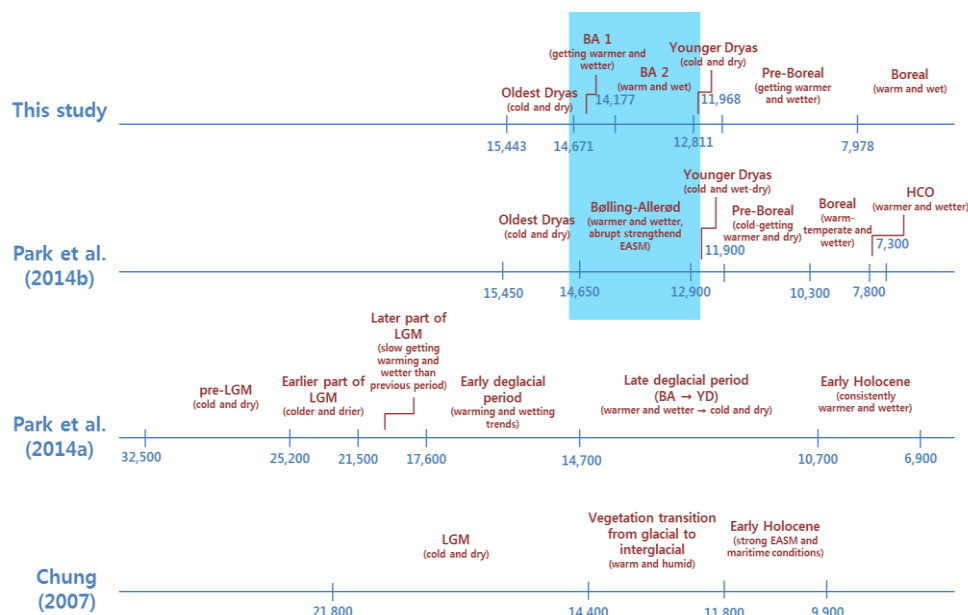 This study
Oldest Dryas
(cold and dry)
BA 1
(getting warmer and
wetter)
BA 2
(warm and wet)
Younger Dryas
(cold and dry)
Pre-Boreal
(getting warmer
and wetter)
Boreal
(warm and wet)
15,443
14,671
14,177
12,811
11,968
7,978
Park et al.
(2014b)
Oldest Dryas
(cold and dry)
Bølling-Allerød
(warmer and wetter,
abrupt strengthend
EASM)
Younger Dryas
(cold and wet-dry)
Pre-Boreal
(cold-getting
warmer and dry)
Boreal
(warm-
temperate and
wetter)
HCO
(warmer and wetter)
15,450
14,650
12,900
11,900
10,300
7,800
7,300
Park et al.
(2014a)
pre-LGM
(cold and dry)
Earlier part of
LGM
(colder and drier)
Later part of
LGM
(slow getting
warming and
wetter than
previous period)
Early deglacial
period
(warming and wetting
trends)
Late deglacial period
(BA → YD)
(warmer and wetter → cold and dry)
Early Holocene
(consistently
warmer and wetter)
32,500
25,200
21,500
17,600
14,700
10,700
6,900
Chung
(2007)
LGM
(cold and dry)
Vegetation transition
from glacial to
interglacial
(warm and humid)
Early Holocene
(strong EASM and
maritime conditions)
21,800
14,400
11,800
9,900